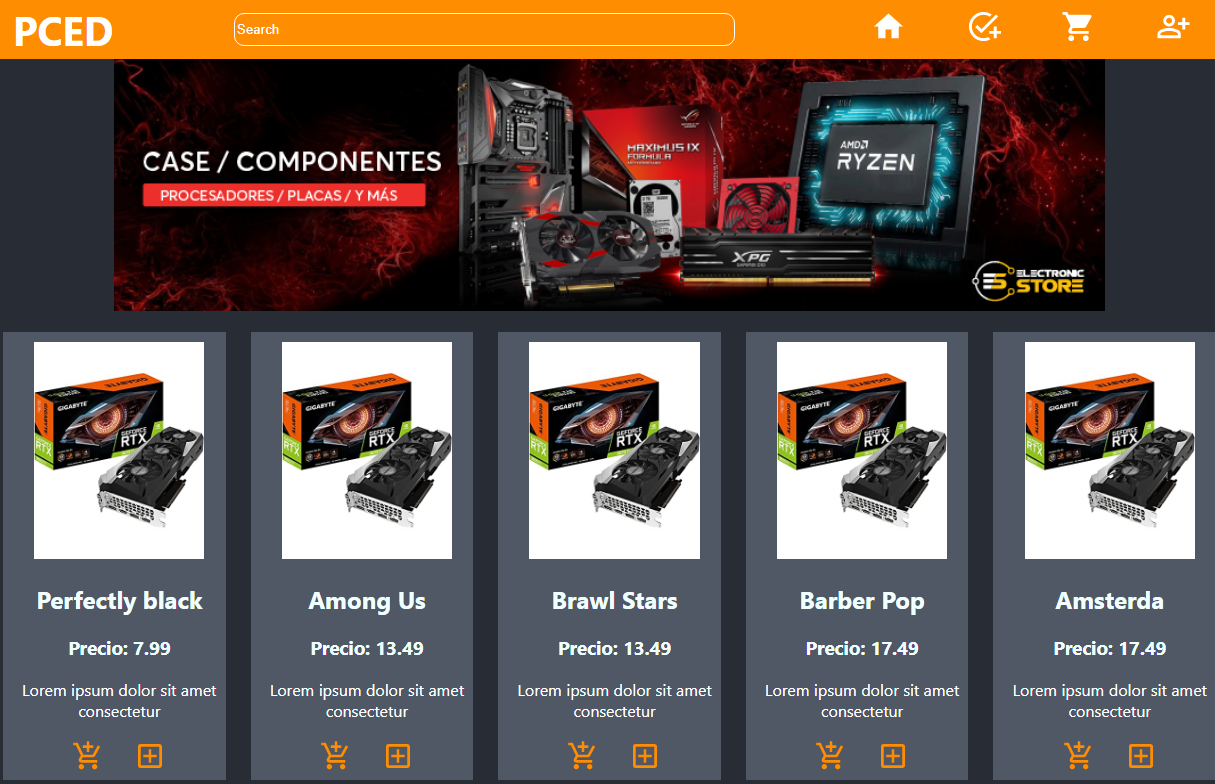 PCED
Search
CASE / COMPONENTES
PROCESADORES / PLACAS / Y MÁS
MAXIMUS IX
FORMULA
AMD
RYZEN
XPG
ELECTRONIC
STORE
GIGABYTE
GEFORCE
RTX
GIGABYTE
GEFORCE
RTX
GIGABYTE
GEFORCE
RTX
GIGABYTE
GEFORCE
RTX
GIGABYTE
GEFORCE
RTX
Perfectly black
Among Us
Brawl Stars
Barber Pop
Amsterda
Precio: 7.99
Precio: 13.49
Precio: 13.49
Precio: 17.49
Precio: 17.49
Lorem ipsum dolor sit amet
consectetur
Lorem ipsum dolor sit amet
consectetur
Lorem ipsum dolor sit amet
consectetur
Lorem ipsum dolor sit amet
consectetur
Lorem ipsum dolor sit amet
consectetur